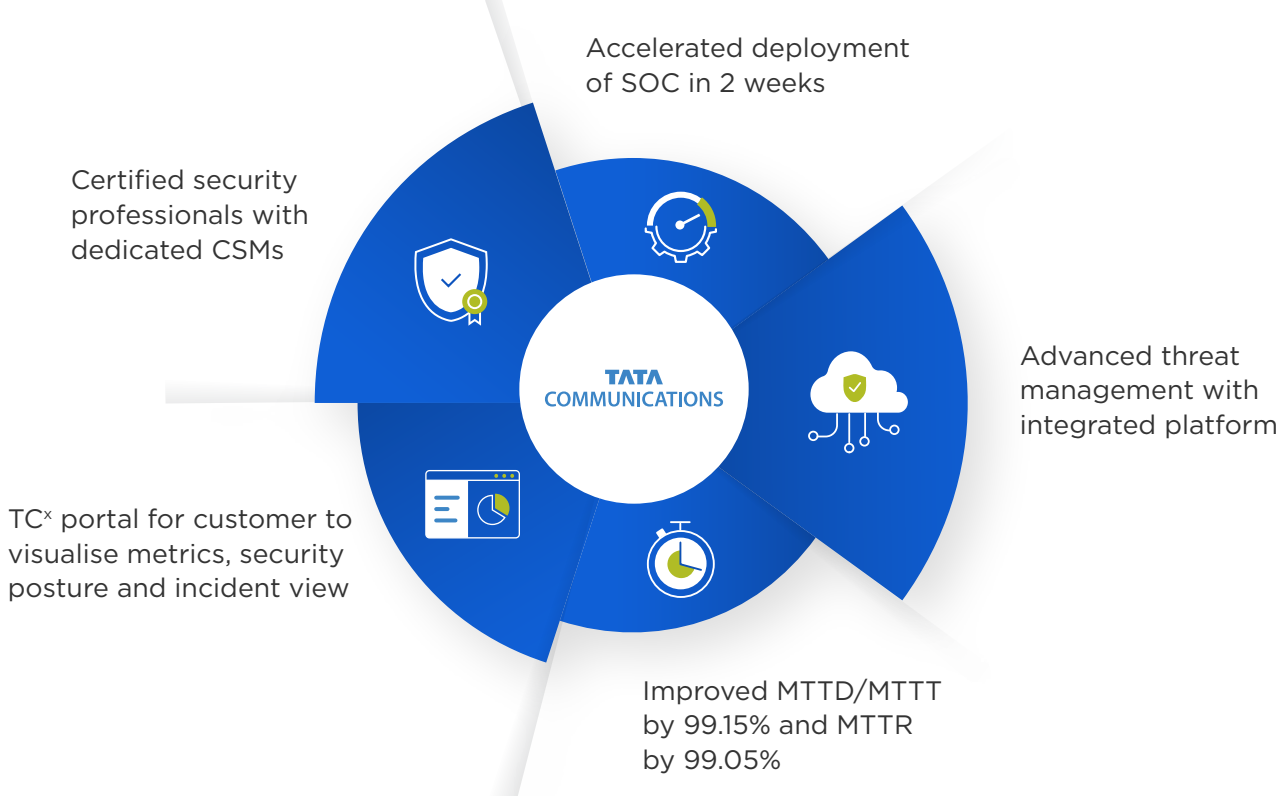 Accelerated deployment
of SOC in 2 weeks
Certified security
professionals with
dedicated CSMs
Advanced threat
management with
integrated platform
TATA
COMMUNICATIONS
TCˣ portal for customer to
visualise metrics, security
posture and incident view
Improved MTTD/MTTT
by 99.15% and MTTR
by 99.05%